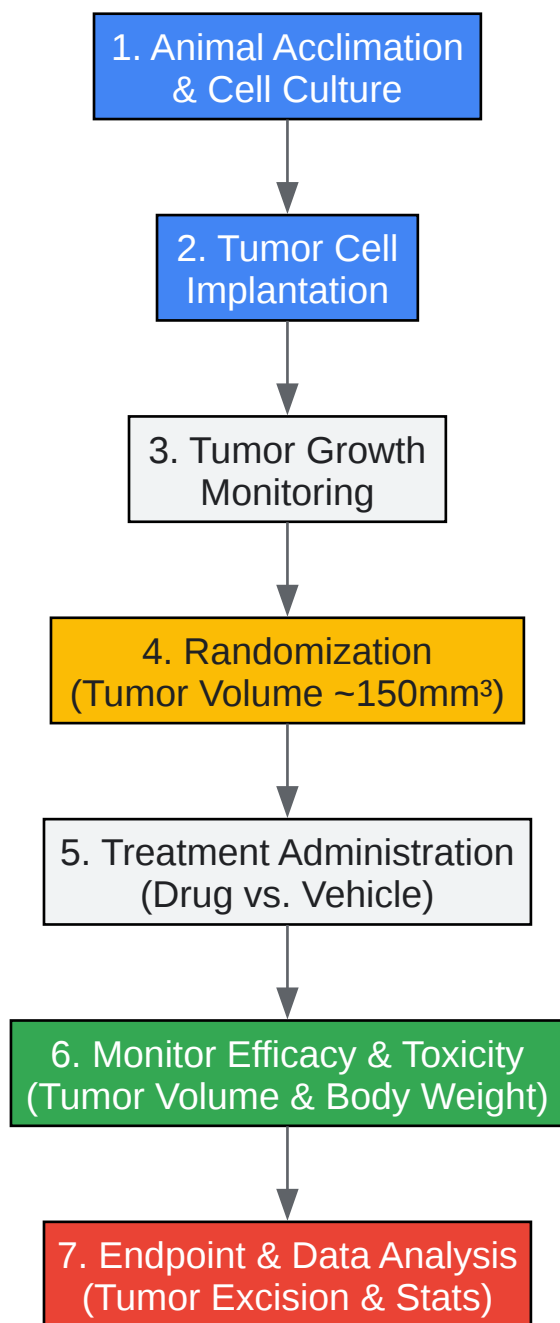 1. Animal Acclimation
& Cell Culture
2. Tumor Cell
Implantation
3. Tumor Growth
Monitoring
4. Randomization
(Tumor Volume ~150mm³)
5. Treatment Administration
(Drug vs. Vehicle)
6. Monitor Efficacy & Toxicity
(Tumor Volume & Body Weight)
7. Endpoint & Data Analysis
(Tumor Excision & Stats)